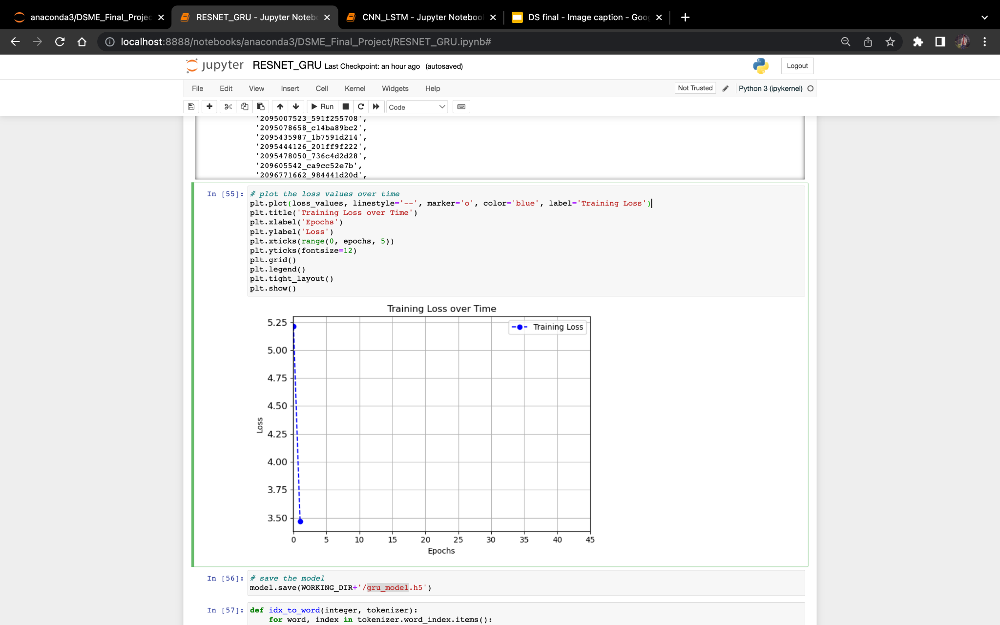 anaconda3/DSME_Final_Projec
RESNET_GRU - Jupyter Noteb
CNN_LSTM - Jupyter Noteboo
DS final - Image caption - Goo
localhost:8888/notebooks/anaconda3/DSME_Final_Project/RESNET_GRU.ipynb#
jupyter RESNET_GRU Last Checkpoint: an hour ago (autosaved)
Logout
File Edit View Insert Cell Kernel Widgets Help
Not Trusted
Python 3 (ipykernel)
Run
Code
'2095007523_591f255708',
'2095078658_c14ba89bc2',
'2095435987_1b7591d214',
'2095444126_201ff9f222',
'2095478050_736c4d2d28',
'209605542_ca9cc52e7b',
'2096771662_984441d20d',
In [55]: # plot the loss values over time
plt.plot(loss_values, linestyle='--', marker='o', color='blue', label='Training Loss')
plt.title('Training Loss over Time')
plt.xlabel('Epochs')
plt.ylabel('Loss')
plt.xticks(range(0, epochs, 5))
plt.yticks(fontsize=12)
plt.grid()
plt.legend()
plt.tight_layout()
plt.show()
Training Loss over Time
Training Loss
5.25
5.00
4.75
4.50
4.25
4.00
3.75
3.50
Loss
0 5 10 15 20 25 30 35 40 45
Epochs
In [56]: # save the model
model.save(WORKING_DIR+'/gru_model.h5')
In [57]: def idx_to_word(integer, tokenizer):
for word, index in tokenizer.word_index.items():